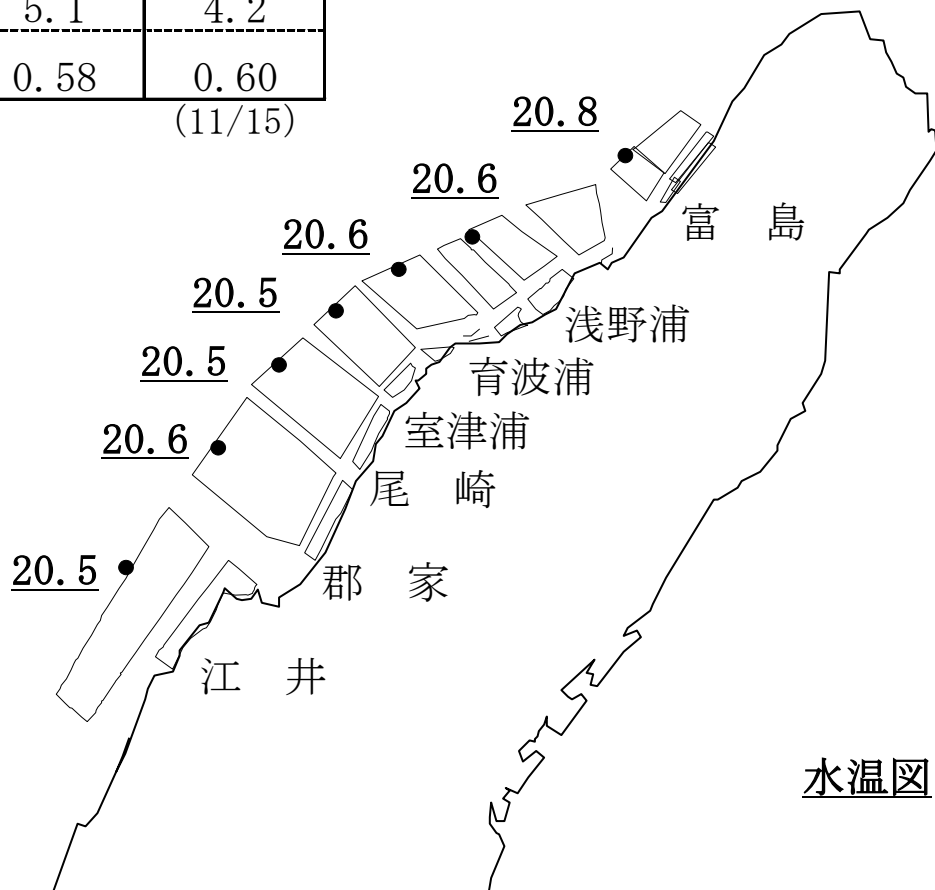 5.1 4.2
0.58 0.60
(11/15)
20.8
20.6
富 島
20.6
20.5
浅野浦
20.5
育波浦
20.6
室津浦
尾 崎
20.5
郡 家
江 井
水温図